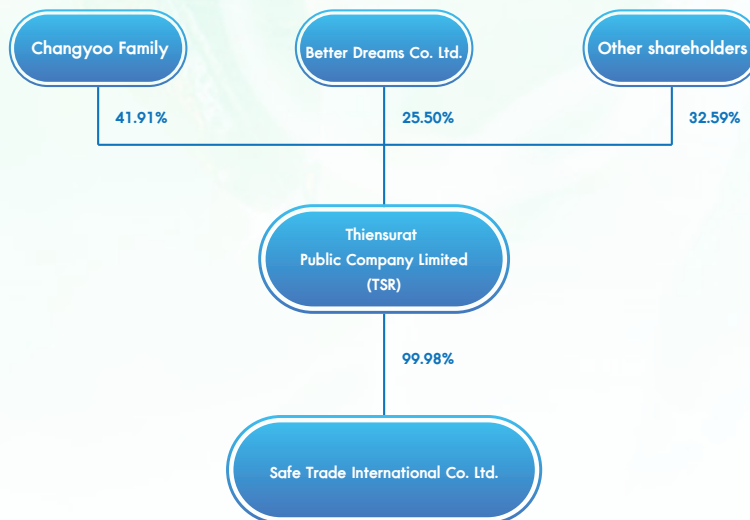 Changyoo Family
Better Dreams Co. Ltd.
Other shareholders
41.91%
25.50%
32.59%
Thiensurat
Public Company Limited
(TSR)
99.98%
Safe Trade International Co. Ltd.